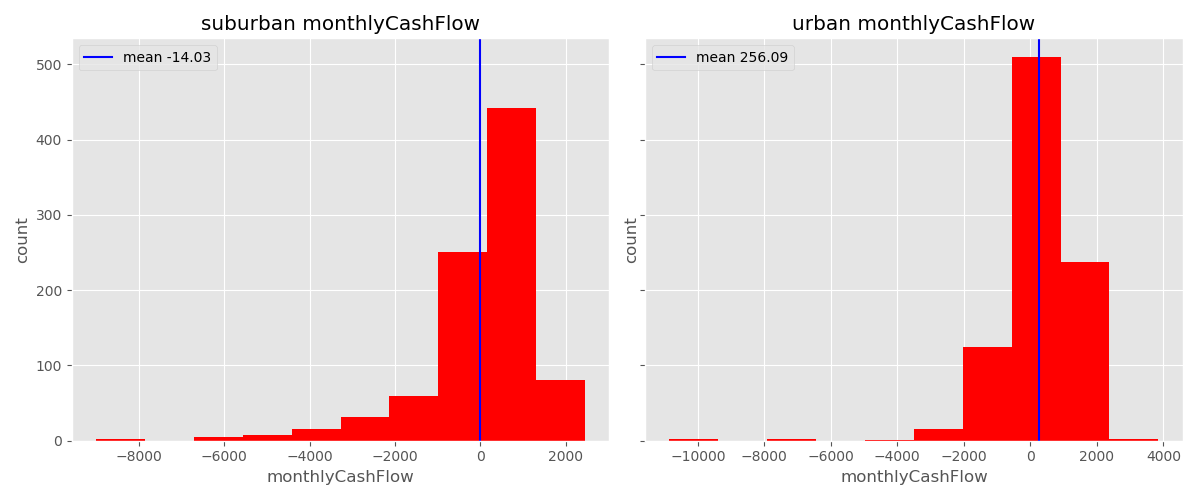 suburban monthlyCashFlow
mean -14.03
500
400
300
200
100
0
count
−8000 −6000 −4000 −2000 0 2000
monthlyCashFlow
urban monthlyCashFlow
mean 256.09
count
−10000 −8000 −6000 −4000 −2000 0 2000 4000
monthlyCashFlow